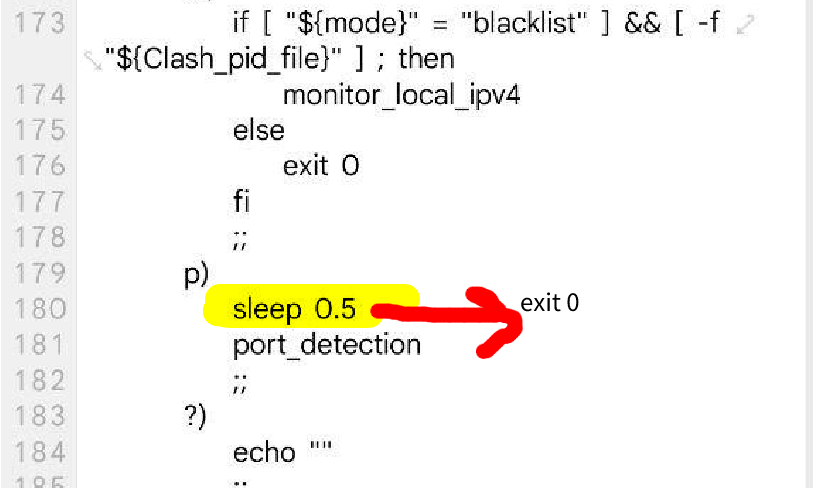 173 if [ "${mode}" = "blacklist" ] && [ -f
"${Clash_pid_file}" ] ; then
174 monitor_local_ipv4
175 else
176 exit 0
177 fi
178 ;;
179 p)
180 sleep 0.5 exit 0
181 port_detection
182 ;;
183 ?)
184 echo ""
185 ;;